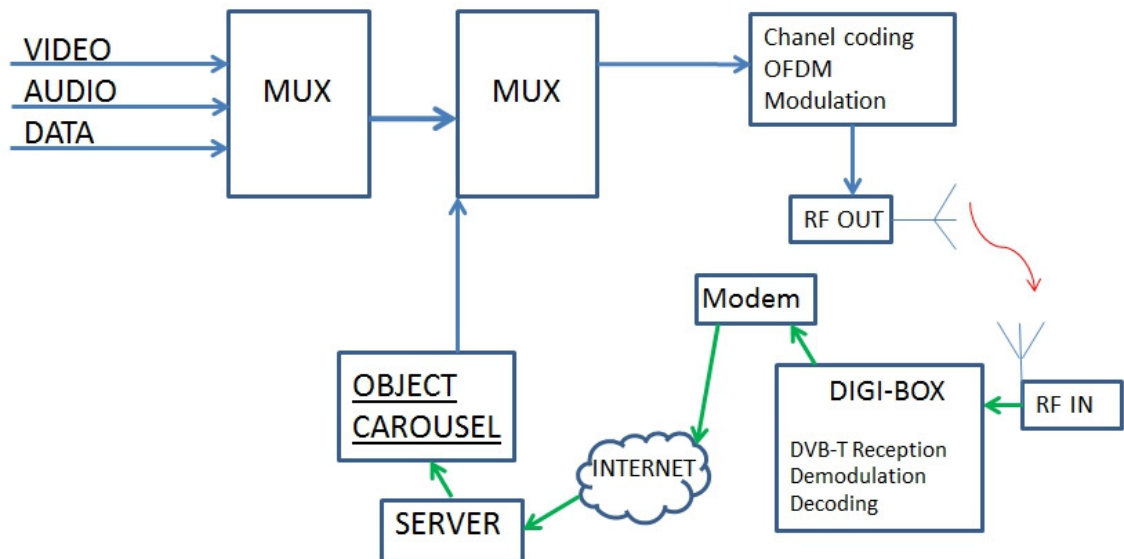 VIDEO
AUDIO
DATA
MUX
MUX
Chanel coding
OFDM
Modulation
RF OUT
Modem
DIGI-BOX
DVB-T Reception
Demodulation
Decoding
RF IN
OBJECT
CAROUSEL
INTERNET
SERVER